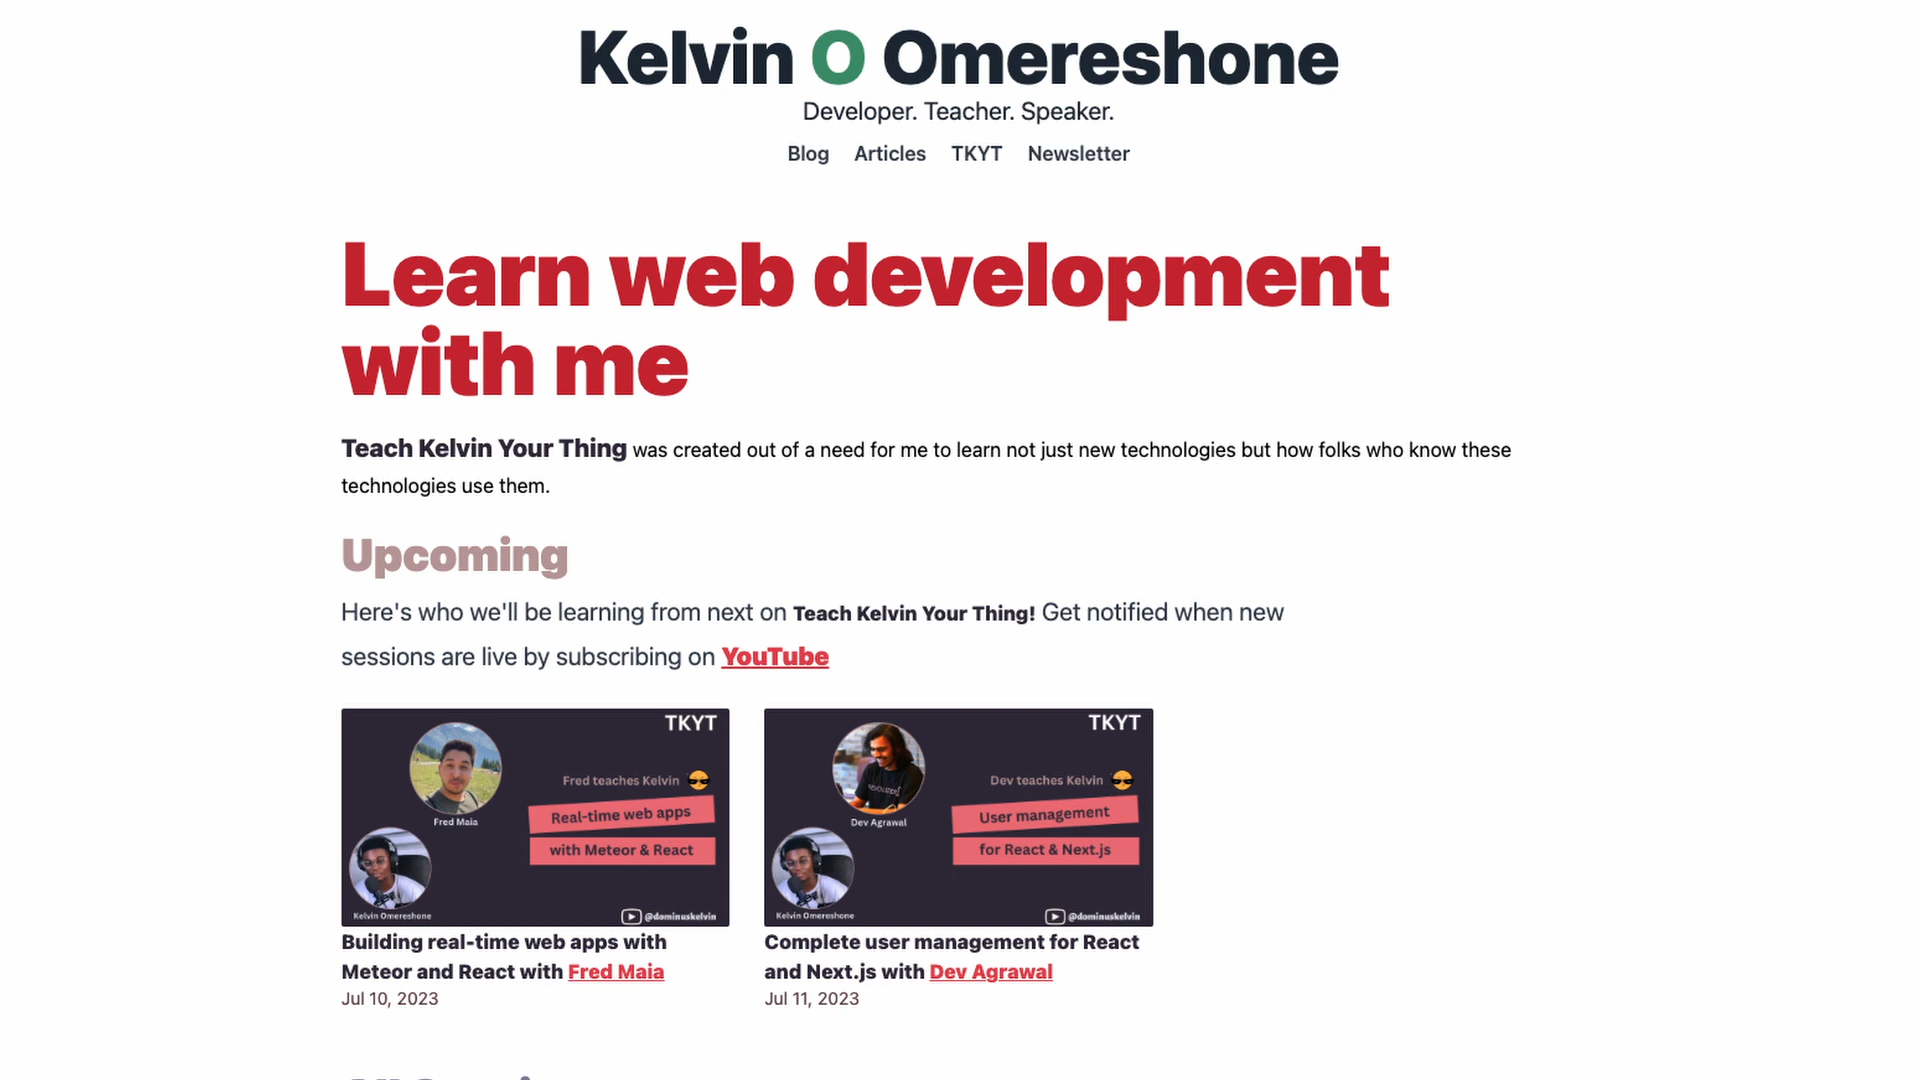 Kelvin O Omereshone
Developer. Teacher. Speaker.
Blog Articles TKYT Newsletter
Learn web development
with me
Teach Kelvin Your Thing was created out of a need for me to learn not just new technologies but how folks who know these
technologies use them.
Upcoming
Here's who we'll be learning from next on Teach Kelvin Your Thing! Get notified when new
sessions are live by subscribing on YouTube
TKYT
Fred teaches Kelvin
Real-time web apps
Fred Maia
with Meteor & React
Kelvin Omereshone
@dominuskelvin
Building real-time web apps with
Meteor and React with Fred Maia
Jul 10, 2023
TKYT
Dev teaches Kelvin
User management
Dev Agrawal
for React & Next.js
Kelvin Omereshone
@dominuskelvin
Complete user management for React
and Next.js with Dev Agrawal
Jul 11, 2023